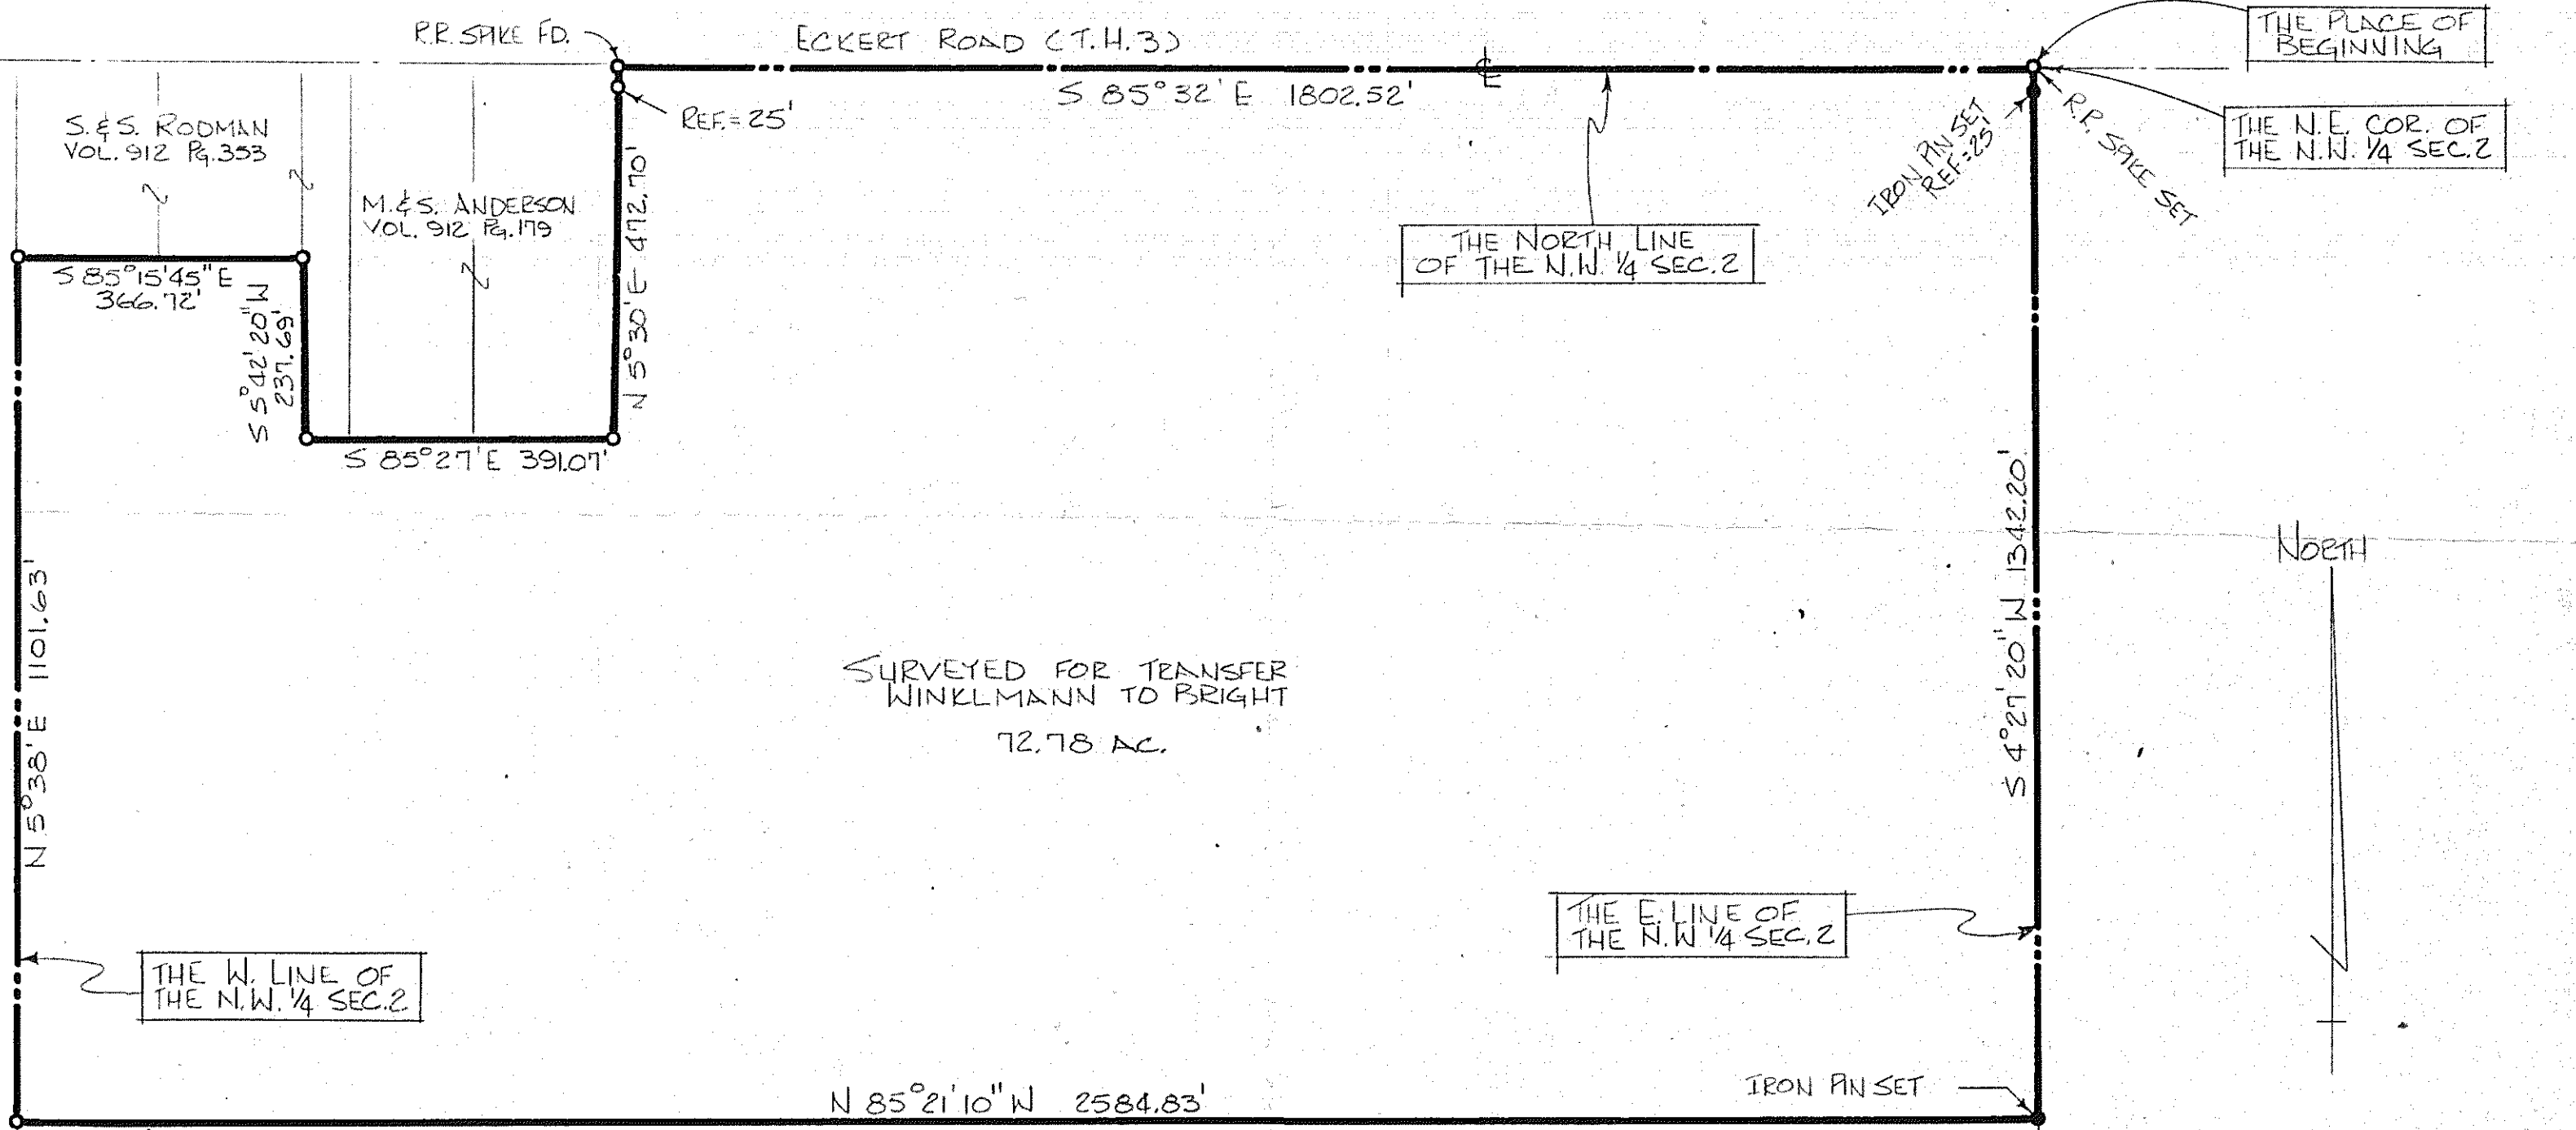 R.R. SPIKE FD.
ECKERT ROAD (T.H.3)
THE PLACE OF
BEGINNING
S 85°32' E 1802.52'
℄
REF.=25'
S. & S. RODMAN
VOL. 912 PG. 353
M. & S. ANDERSON
VOL. 912 PG. 179
IRON PIN SET
REF.=25'
R.R. SPIKE SET
THE N.E. COR. OF
THE N.W. 1/4 SEC. 2
THE NORTH LINE
OF THE N.W. 1/4 SEC. 2
S 85°15'45" E
366.72'
S 5°42'20" W
237.69'
N 5°30' E 472.70'
S 85°27' E 391.07'
N 5°38' E 1101.63'
S 4°27'20" W 1342.20'
NORTH
SURVEYED FOR TRANSFER
WINKLMANN TO BRIGHT
72.78 AC.
THE E. LINE OF
THE N.W 1/4 SEC. 2
THE W. LINE OF
THE N.W. 1/4 SEC. 2
N 85°21'10" W 2584.83'
IRON PIN SET